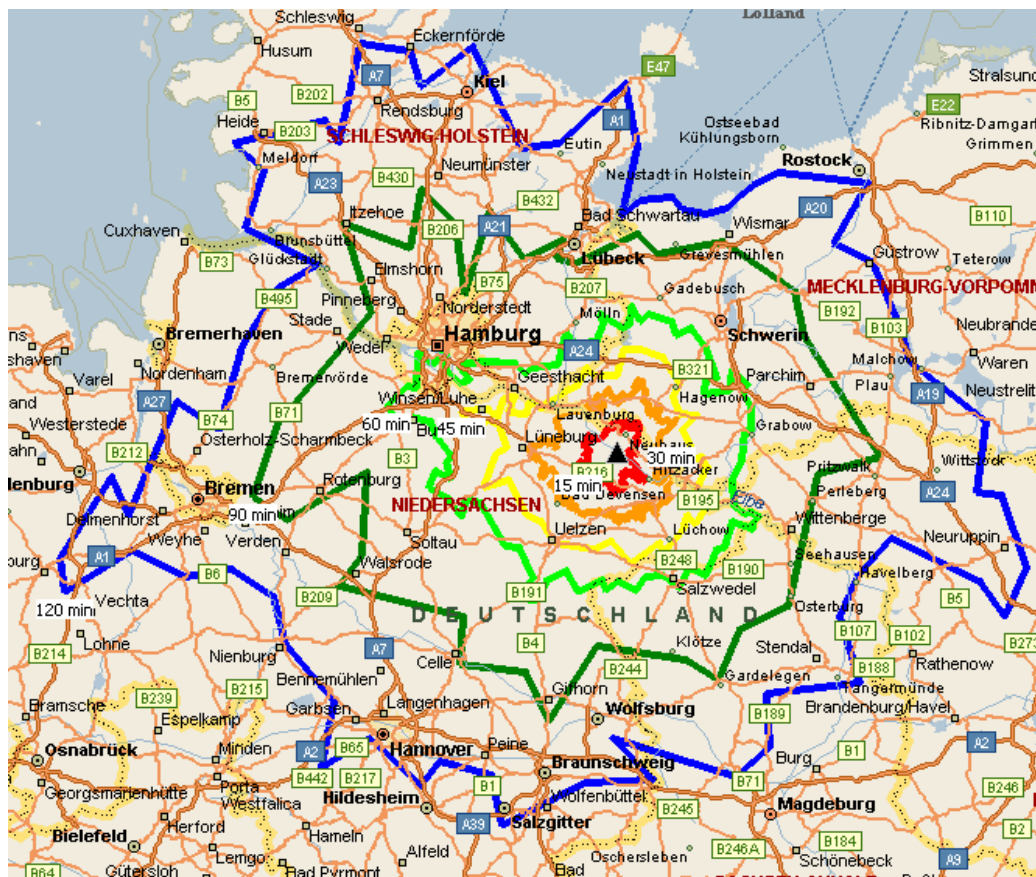 Lolland
Schleswig
Eckernförde
Husum
E47
A7
Kiel
Stralsund
B202
B5
Rendsburg
E22
Heide
B203
A1
Ostseebad
Kühlungsborn
Ribnitz-Damgar
SCHLESWIG-HOLSTEIN
Eutin
Grimmen
Meldorf
Neumünster
Rostock
B430
Neustadt in Holstein
A23
B432
A20
Itzehoe
Bad Schwartau
B110
Cuxhaven
B206
A21
Wismar
Brunsbüttel
Lübeck
Grevesmühlen
Güstrow
B73
Glückstadt
Teterow
Elmshorn
B75
B207
Gadebusch
MECKLENBURG-VORPOMM
B495
Pinneberg
Norderstedt
B192
Mölln
Schwerin
B103
Neubrande
Bremerhaven
Stade
Hamburg
Wedel
A24
Malchow
Waren
Nordenham
Geesthacht
B321
Parchim
Plau
Varel
Bremervörde
Hagenow
A19
Neustrelit
A27
B71
Winsen/Luhe
Lauenburg
Westerstede
B74
60 min
45 min
Grabow
Osterholz-Scharmbeck
Lüneburg
Neuhaus
B212
B3
30 min
B216
Hitzacker
Pritzwalk
Wittstock
Bremen
Rotenburg
15 min
Bad Bevensen
Perleberg
A24
NIEDERSACHSEN
B195
Elbe
Delmenhorst
90 min
Uelzen
Lüchow
Wittenberge
Weyhe
Verden
Soltau
Neuruppin
A1
B248
Seehausen
Walsrode
B190
Havelberg
B6
Salzwedel
B209
B191
B5
120 min
Vechta
DEUTSCHLAND
Osterburg
Lohne
B107
B102
B273
B214
Nienburg
A7
B4
Klötze
Stendal
Celle
B244
Rathenow
B188
Bennemühlen
Gardelegen
B239
B215
Gifhorn
Tangermünde
Bramsche
Garbsen
Langenhagen
Wolfsburg
B189
Brandenburg/Havel
Espelkamp
Osnabrück
Minden
A2
B65
Hannover
Peine
B1
A2
Braunschweig
Burg
Georgsmarienhütte
Porta
Westfalica
B442
B217
B1
B71
B246
Hildesheim
Wolfenbüttel
B245
Magdeburg
Herford
Salzgitter
Bielefeld
Hameln
A39
B2
B184
Lemgo
Alfeld
Oschersleben
B246A
Schönebeck
A9
B64
Gütersloh
Bad Pyrmont
Bad